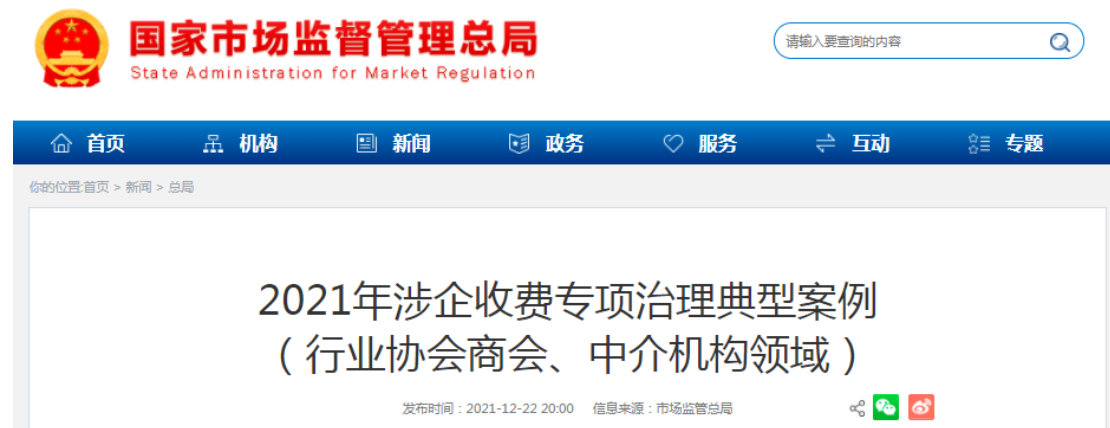 国家市场监督管理总局
State Administration for Market Regulation
请输入要查询的内容
首页 机构 新闻 政务 服务 互动 专题
你的位置:首页 > 新闻 > 总局
2021年涉企收费专项治理典型案例
（行业协会商会、中介机构领域）
发布时间：2021-12-22 20:00 信息来源：市场监管总局